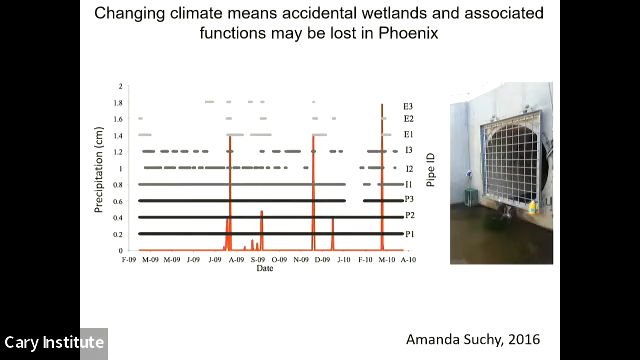 Changing climate means accidental wetlands and associated
functions may be lost in Phoenix
2
1.8
1.6
1.4
1.2
1
0.8
0.6
0.4
0.2
0
Precipitation (cm)
E3
E2
E1
I3
I2
I1
P3
P2
P1
Pipe ID
F-09 M-09 M-09 J-09 J-09 A-09 S-09 O-09 N-09 D-09 J-10 F-10 M-10 A-10
Date
Cary Institute
Amanda Suchy, 2016